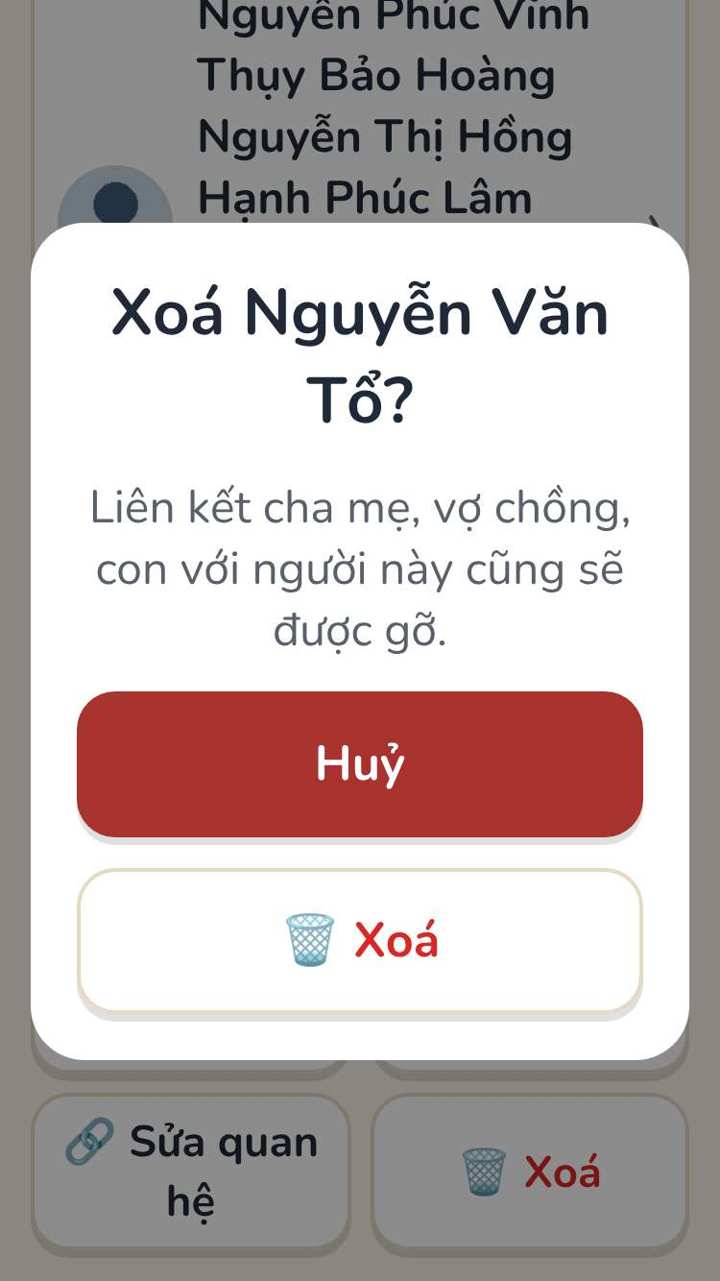 Nguyễn Phúc Vĩnh
Thụy Bảo Hoàng
Nguyễn Thị Hồng
Hạnh Phúc Lâm
Xoá Nguyễn Văn
Tổ?
Liên kết cha mẹ, vợ chồng,
con với người này cũng sẽ
được gỡ.
Huỷ
Xoá
Sửa quan
hệ
Xoá